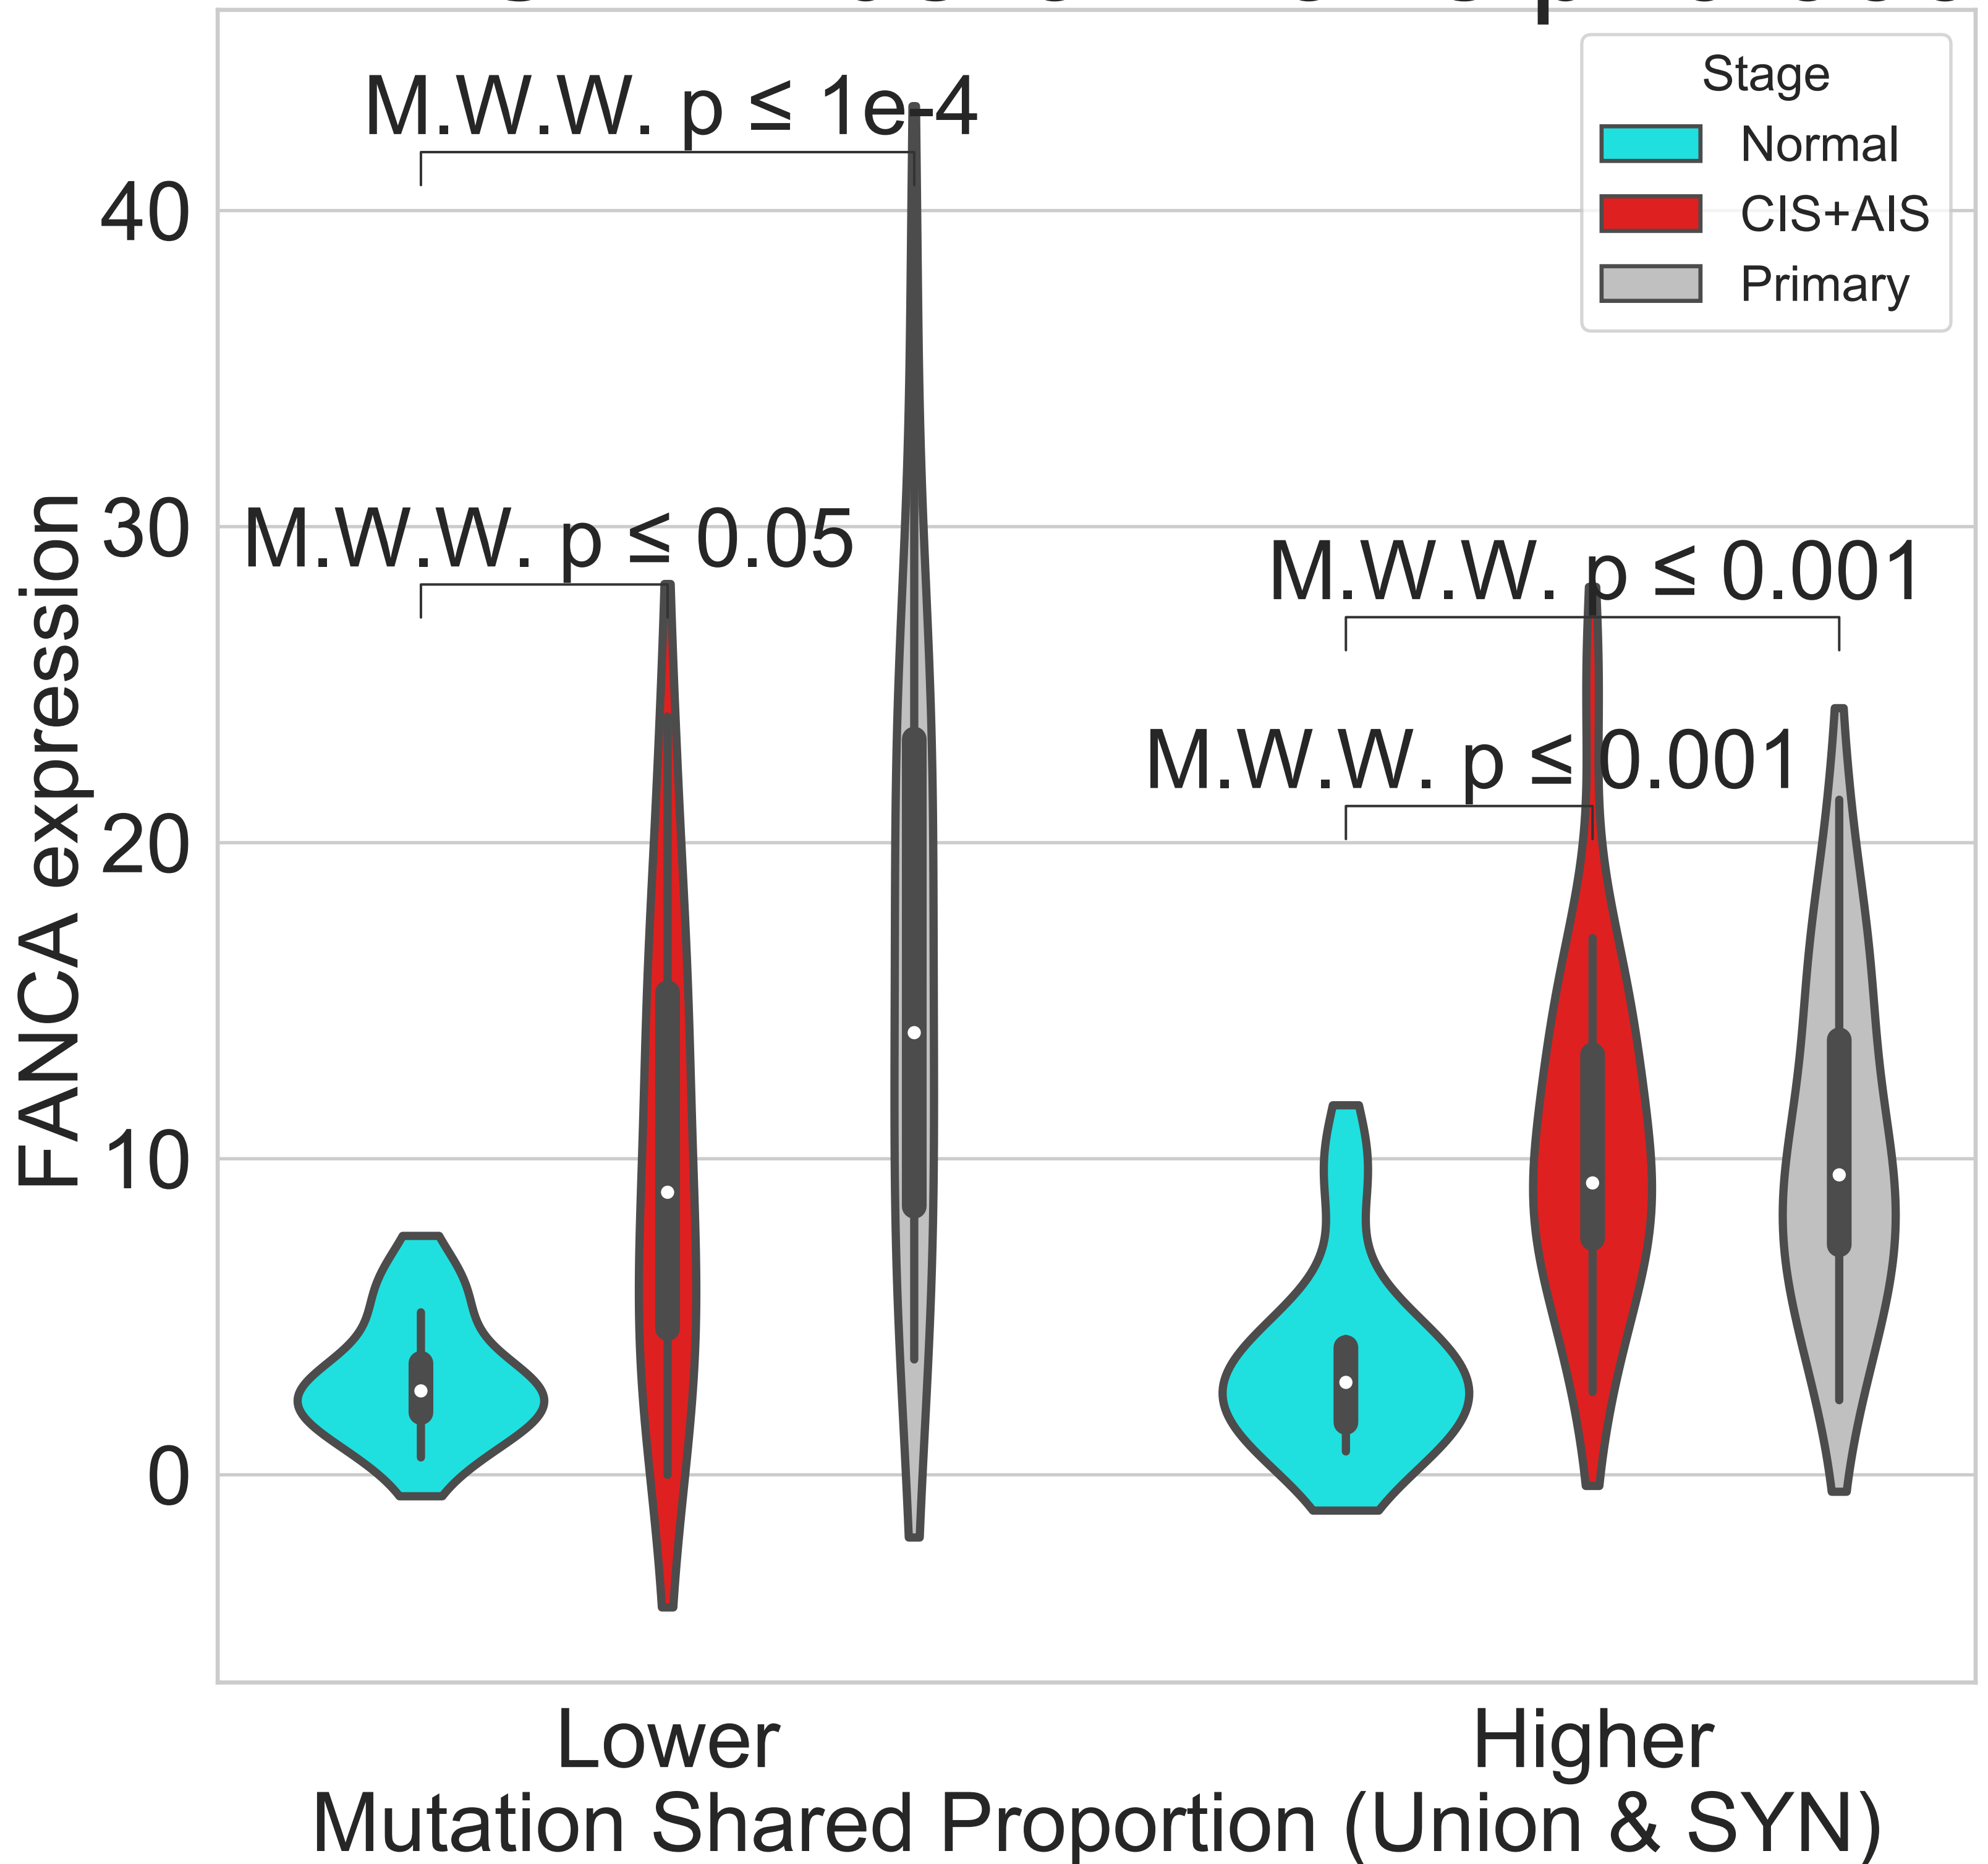 M.W.W. p ≤ 1e-4
Stage
Normal
CIS+AIS
Primary
40
30
20
10
0
FANCA expression
M.W.W. p ≤ 0.05
M.W.W. p ≤ 0.001
M.W.W. p ≤ 0.001
Lower
Higher
Mutation Shared Proportion (Union & SYN)